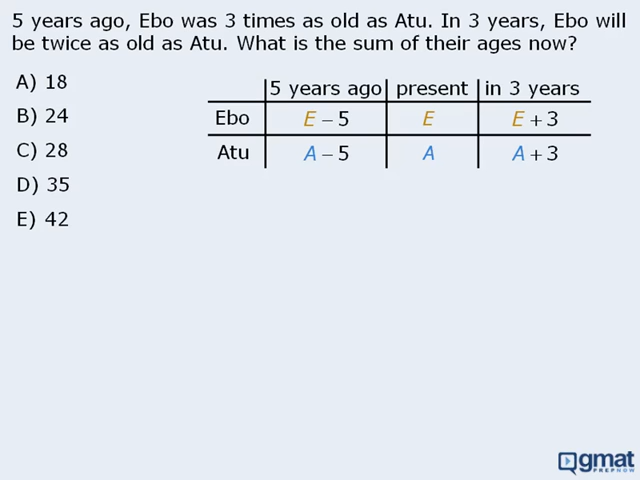 5 years ago, Ebo was 3 times as old as Atu. In 3 years, Ebo will
be twice as old as Atu. What is the sum of their ages now?
A) 18
B) 24
C) 28
D) 35
E) 42
5 years ago present in 3 years
Ebo E – 5 E E + 3
Atu A – 5 A A + 3
gmat
PREPNOW